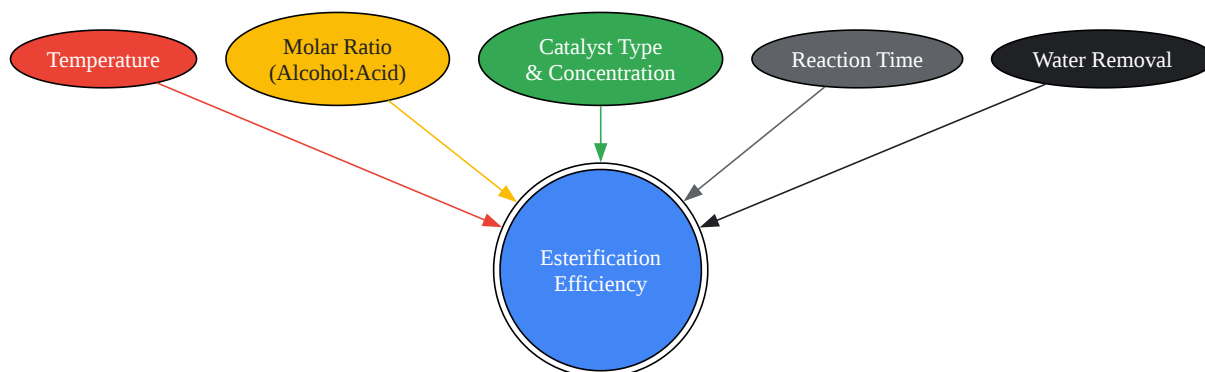 Temperature
Molar Ratio
(Alcohol:Acid)
Catalyst Type
& Concentration
Reaction Time
Water Removal
Esterification
Efficiency